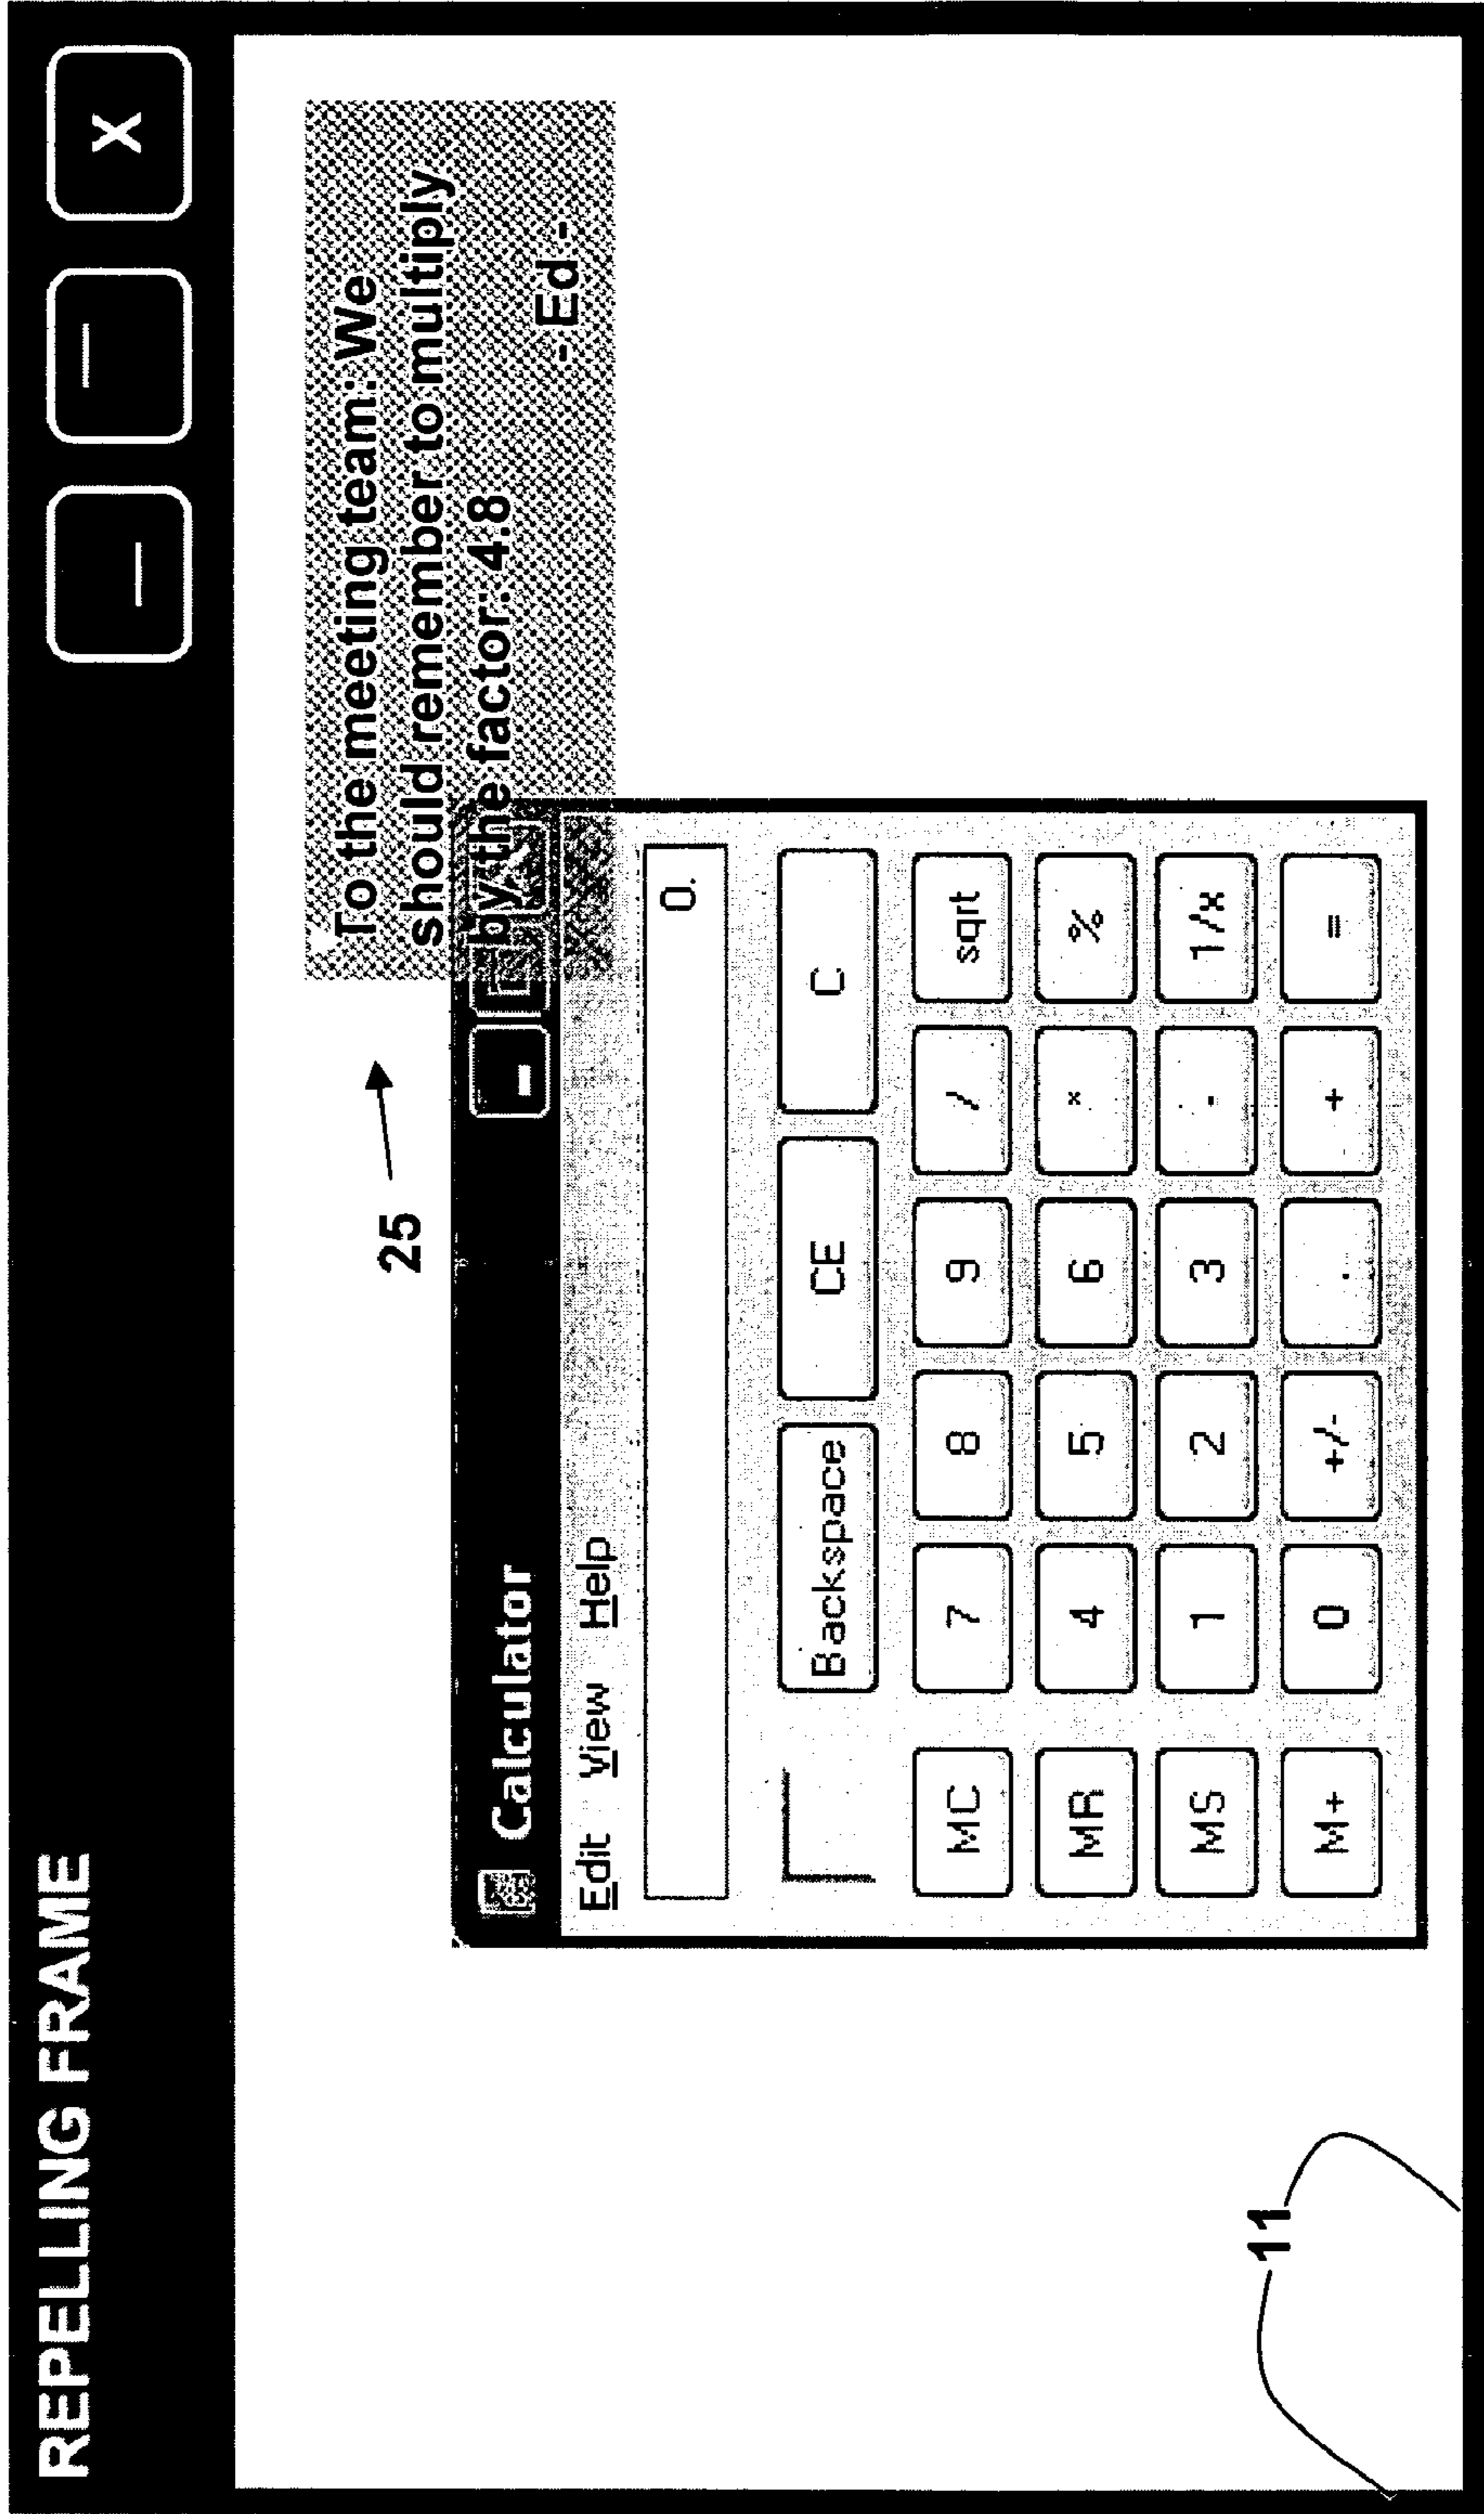 REPELLING FRAME
X
To the meeting team: We
should remember to multiply
by the factor: 4.8
- Ed -
25
Calculator
Edit View Help
0.
Backspace CE C
MC 7 8 9 / sqrt
MR 4 5 6 * %
MS 1 2 3 - 1/x
M+ 0 +/- . + =
11